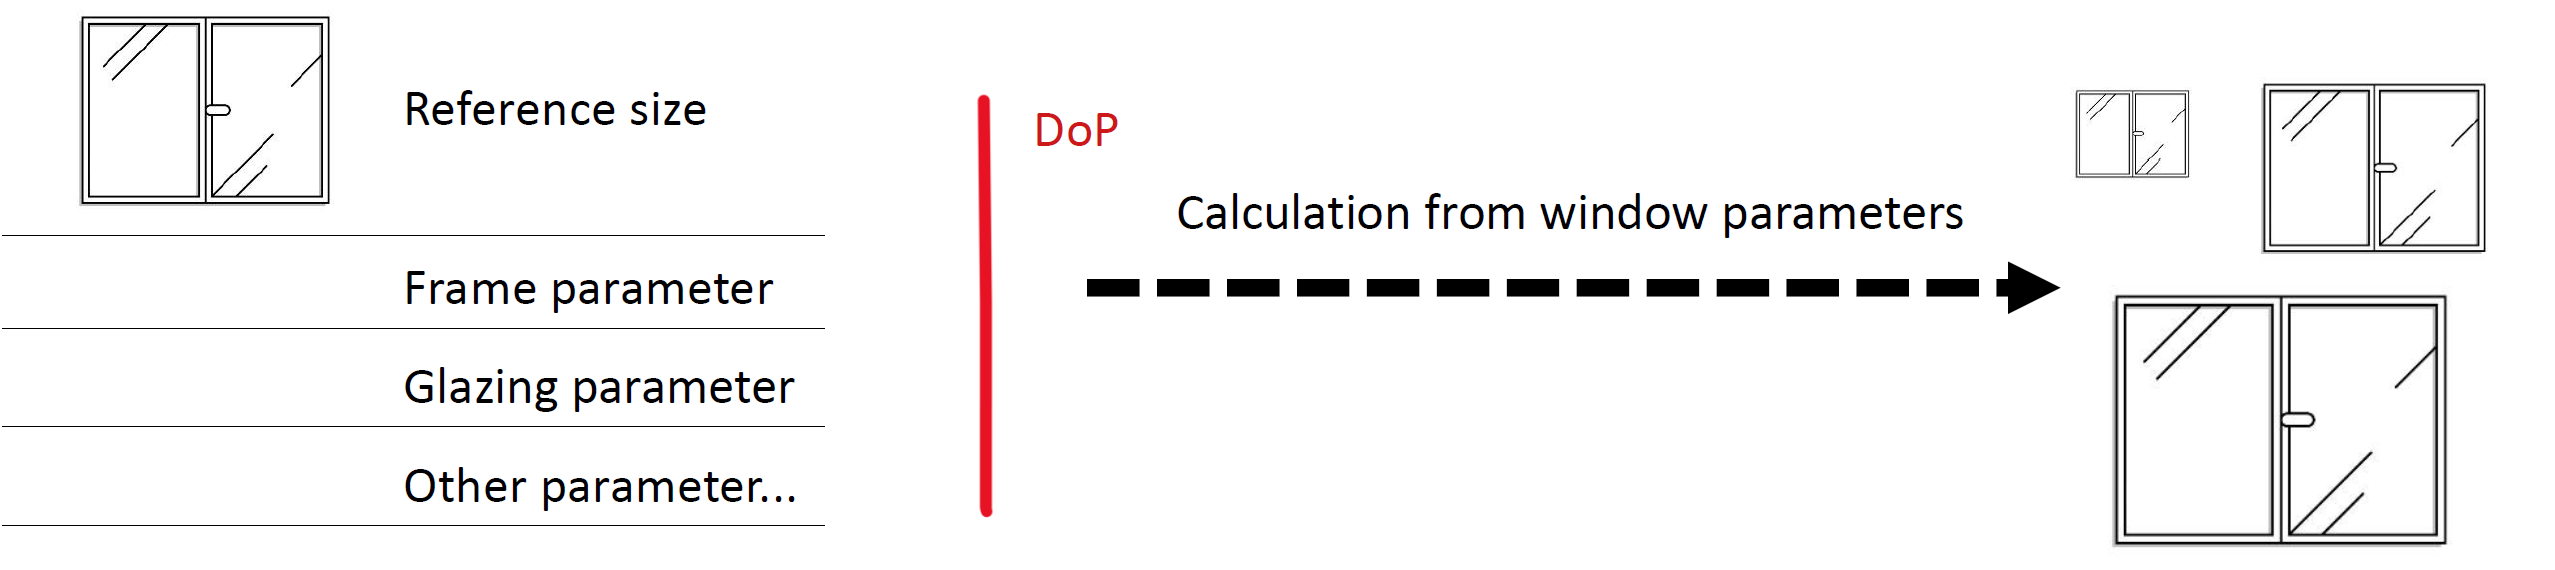 Reference size
Frame parameter
Glazing parameter
Other parameter...
DoP
Calculation from window parameters